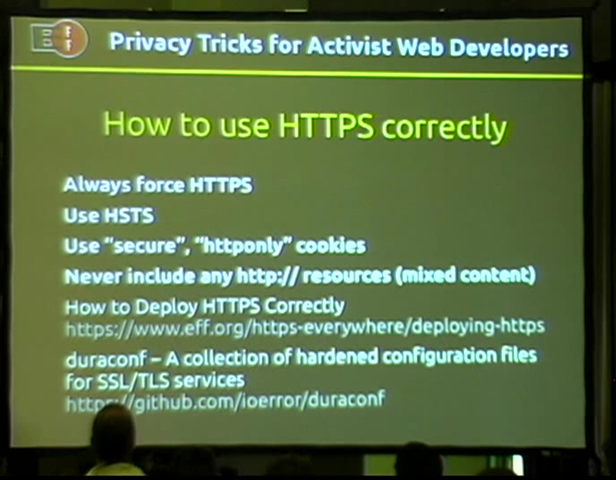 EFF
Privacy Tricks for Activist Web Developers
How to use HTTPS correctly
Always force HTTPS
Use HSTS
Use “secure”, “httponly” cookies
Never include any http:// resources (mixed content)
How to Deploy HTTPS Correctly
https://www.eff.org/https-everywhere/deploying-https
duraconf – A collection of hardened configuration files
for SSL/TLS services
https://github.com/ioerror/duraconf